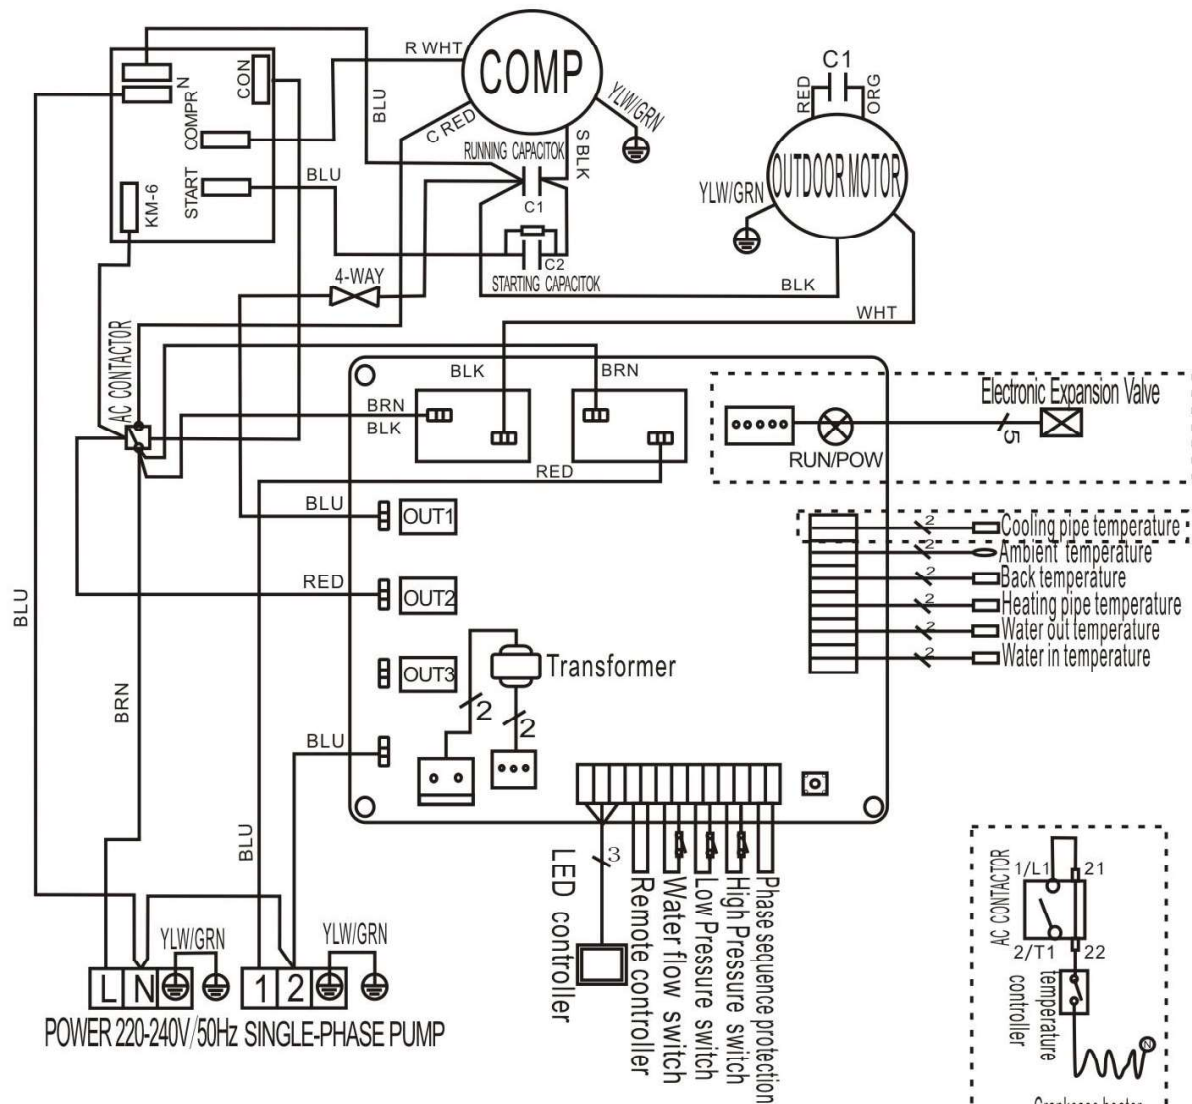 R WHT
COMP
C1
RED
ORG
N
CON
COMPR
START
KM-6
BLU
BLU
C RED
YLW/GRN
S BLK
RUNNING CAPACITOK
C1
C2
STARTING CAPACITOK
OUTDOOR MOTOR
YLW/GRN
BLK
WHT
4-WAY
AC CONTACTOR
BLK
BRN
BRN
BLK
RED
Electronic Expansion Valve
5
RUN/POW
BLU
OUT1
RED
OUT2
OUT3
BLU
Transformer
2
2
2
Cooling pipe temperature
2
Ambient temperature
2
Back temperature
2
Heating pipe temperature
2
Water out temperature
2
Water in temperature
BLU
BRN
BLU
3
LED controller
Remote controller
Water flow switch
Low Pressure switch
High Pressure switch
Phase sequence protection
AC CONTACTOR
1/L1
21
2/T1
22
temperature
controller
N
YLW/GRN
YLW/GRN
L N
1 2
POWER 220-240V/50Hz SINGLE-PHASE PUMP
Crankcase heater